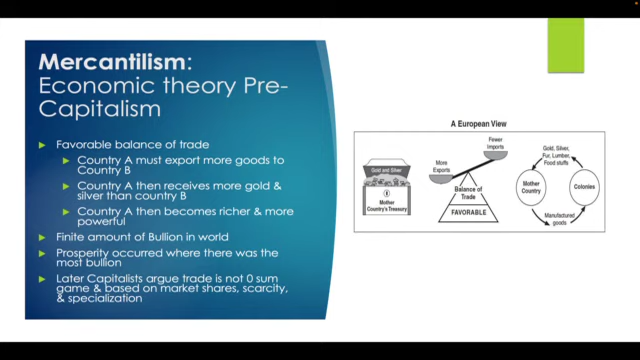 Mercantilism:
Economic theory Pre-
Capitalism
Favorable balance of trade
Country A must export more goods to
Country B
Country A then receives more gold &
silver than country B
Country A then becomes richer & more
powerful
Finite amount of Bullion in world
Prosperity occurred where there was the
most bullion
Later Capitalists argue trade is not 0 sum
game & based on market shares, scarcity,
& specialization
A European View
Gold and Silver
Mother
Country's Treasury
More
Exports
Fewer
Imports
Balance of
Trade
FAVORABLE
Gold, Silver,
Fur, Lumber,
Food stuffs
Mother
Country
Colonies
Manufactured
goods